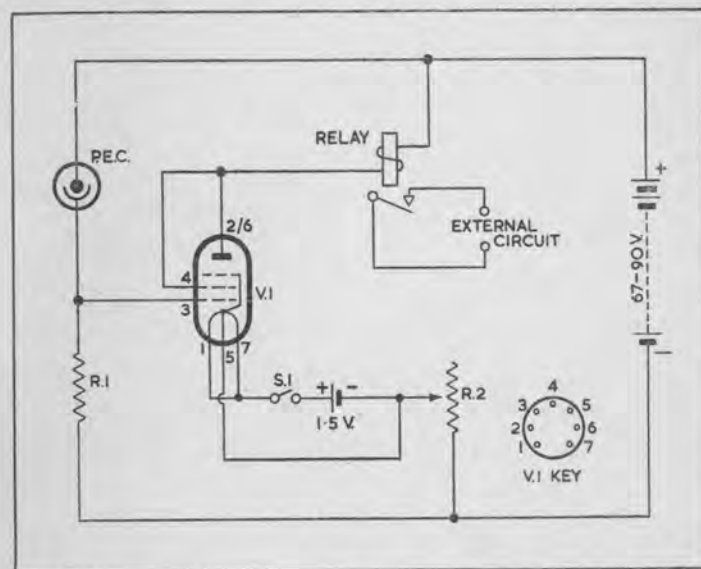 RELAY
P.E.C.
+
2/6
EXTERNAL
CIRCUIT
4
V.1
3
67-90V.
1
5
7
S.1
+ -
R.1
1·5 V.
R.2
-
4
3 5
2 6
1 7
V.1 KEY